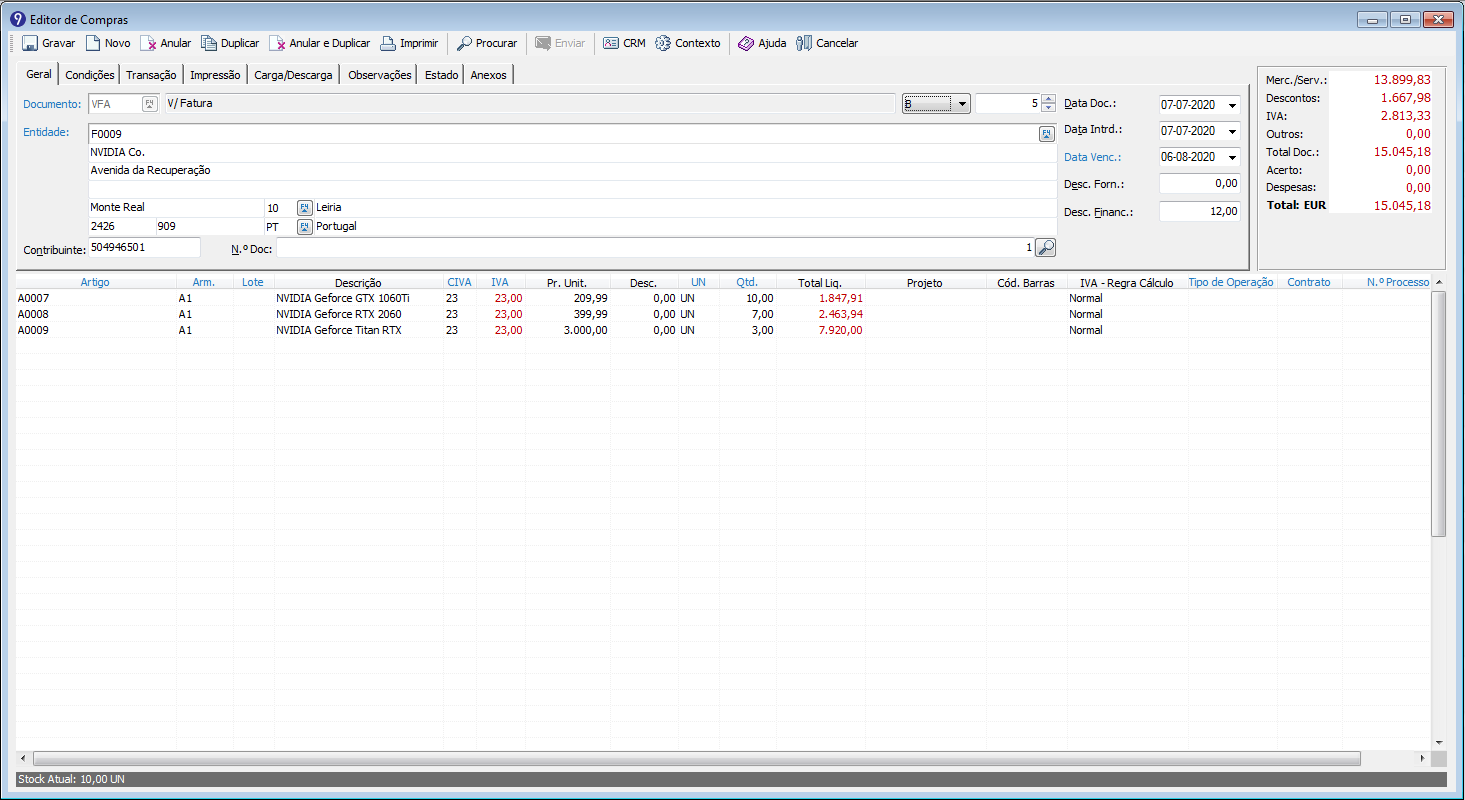 Editor de Compras
Gravar Novo Anular Duplicar Anular e Duplicar Imprimir Procurar Enviar CRM Contexto Ajuda Cancelar
Geral Condições Transação Impressão Carga/Descarga Observações Estado Anexos
Documento: VFA F4 V/ Fatura B 5 Data Doc.: 07-07-2020
Entidade: F0009 F4 Data Intrd.: 07-07-2020
NVIDIA Co. Data Venc.: 06-08-2020
Avenida da Recuperação Desc. Forn.: 0,00
Monte Real 10 F4 Leiria Desc. Financ.: 12,00
2426 909 PT F4 Portugal
Contribuinte: 504946501 N.º Doc: 1
Merc./Serv.: 13.899,83
Descontos: 1.667,98
IVA: 2.813,33
Outros: 0,00
Total Doc.: 15.045,18
Acerto: 0,00
Despesas: 0,00
Total: EUR 15.045,18
Artigo Arm. Lote Descrição CIVA IVA Pr. Unit. Desc. UN Qtd. Total Liq. Projeto Cód. Barras IVA - Regra Cálculo Tipo de Operação Contrato N.º Processo
A0007 A1 NVIDIA Geforce GTX 1060Ti 23 23,00 209,99 0,00 UN 10,00 1.847,91 Normal
A0008 A1 NVIDIA Geforce RTX 2060 23 23,00 399,99 0,00 UN 7,00 2.463,94 Normal
A0009 A1 NVIDIA Geforce Titan RTX 23 23,00 3.000,00 0,00 UN 3,00 7.920,00 Normal
Stock Atual: 10,00 UN